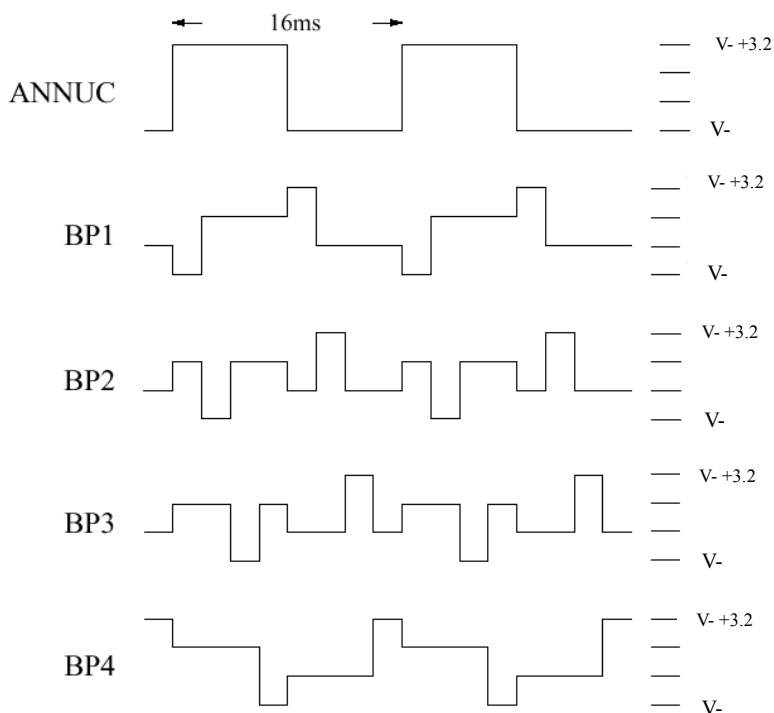 16ms
ANNUC
V- +3.2
V-
BP1
V- +3.2
V-
BP2
V- +3.2
V-
BP3
V- +3.2
V-
BP4
V- +3.2
V-